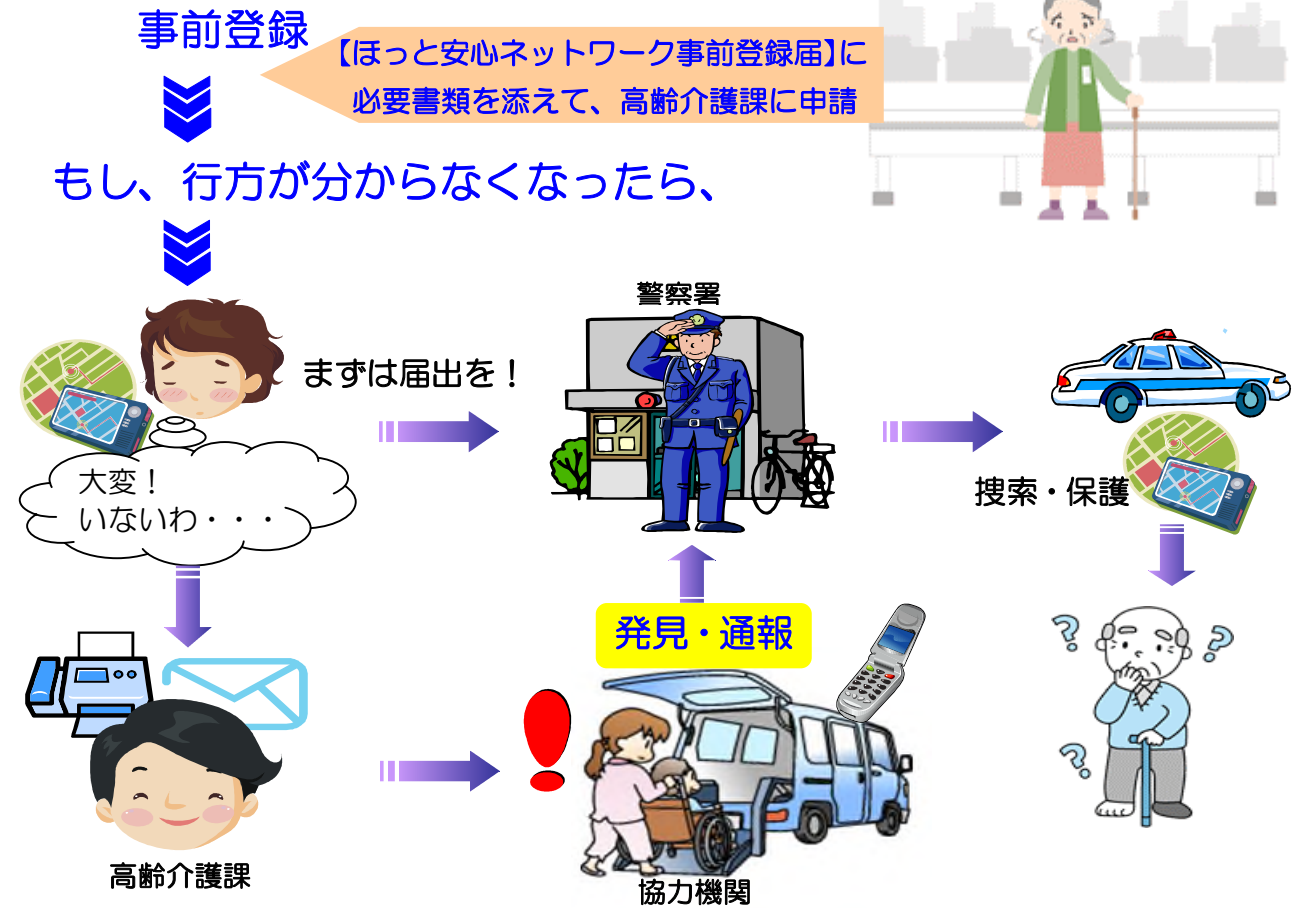 事前登録
【ほっと安心ネットワーク事前登録届】に
必要書類を添えて、高齢介護課に申請
もし、行方が分からなくなったら、
警察署
まずは届出を！
大変！
いないわ・・・
捜索・保護
発見・通報
高齢介護課
協力機関